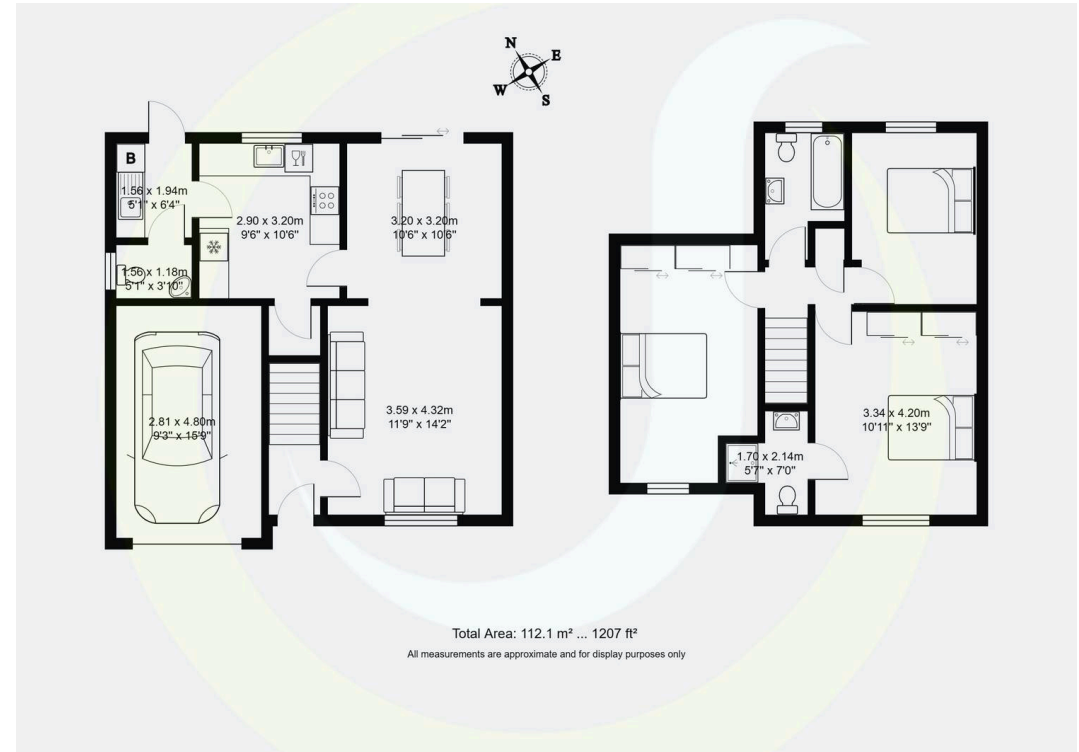 N
E
W
S
B
1.56 x 1.94m
5'1" x 6'4"
2.90 x 3.20m
9'6" x 10'6"
3.20 x 3.20m
10'6" x 10'6"
1.56 x 1.18m
5'1" x 3'10"
2.81 x 4.80m
9'3" x 15'9"
3.59 x 4.32m
11'9" x 14'2"
3.34 x 4.20m
10'11" x 13'9"
1.70 x 2.14m
5'7" x 7'0"
Total Area: 112.1 m² ... 1207 ft²
All measurements are approximate and for display purposes only